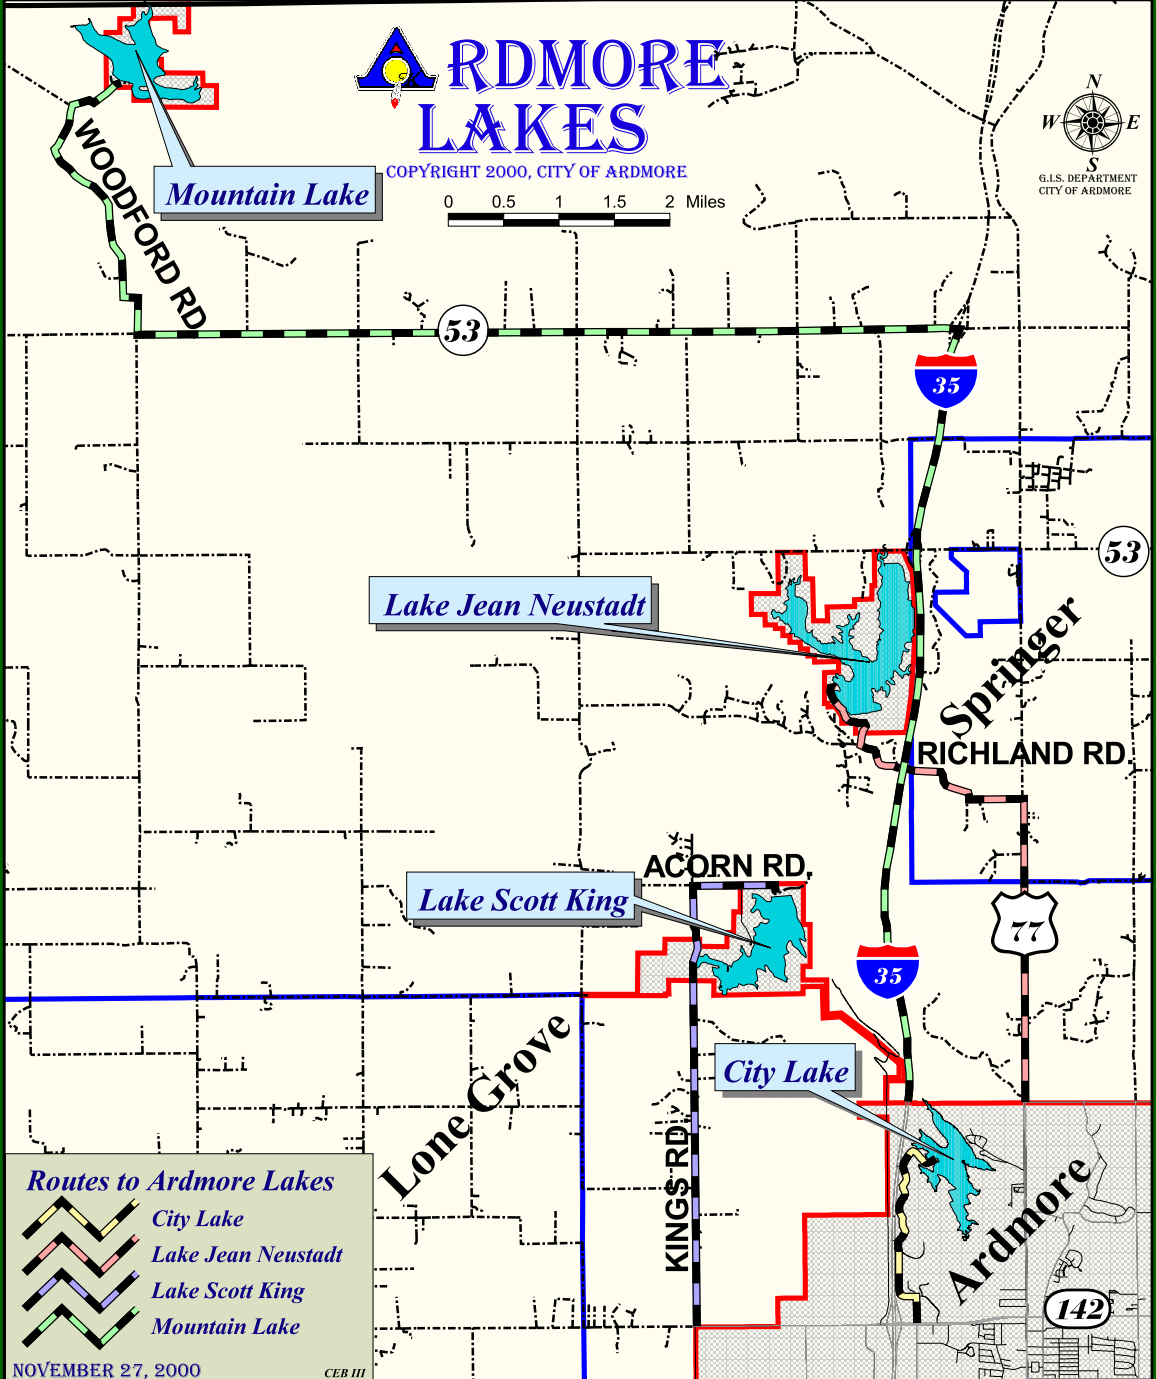 ARDMORE
LAKES
COPYRIGHT 2000, CITY OF ARDMORE
0 0.5 1 1.5 2 Miles
N
W E
S
G.I.S. DEPARTMENT
CITY OF ARDMORE
Mountain Lake
WOODFORD RD
53
35
53
Lake Jean Neustadt
Springer
RICHLAND RD.
ACORN RD.
Lake Scott King
77
35
Lone Grove
City Lake
KINGS RD
Ardmore
142
Routes to Ardmore Lakes
City Lake
Lake Jean Neustadt
Lake Scott King
Mountain Lake
NOVEMBER 27, 2000
CEB III